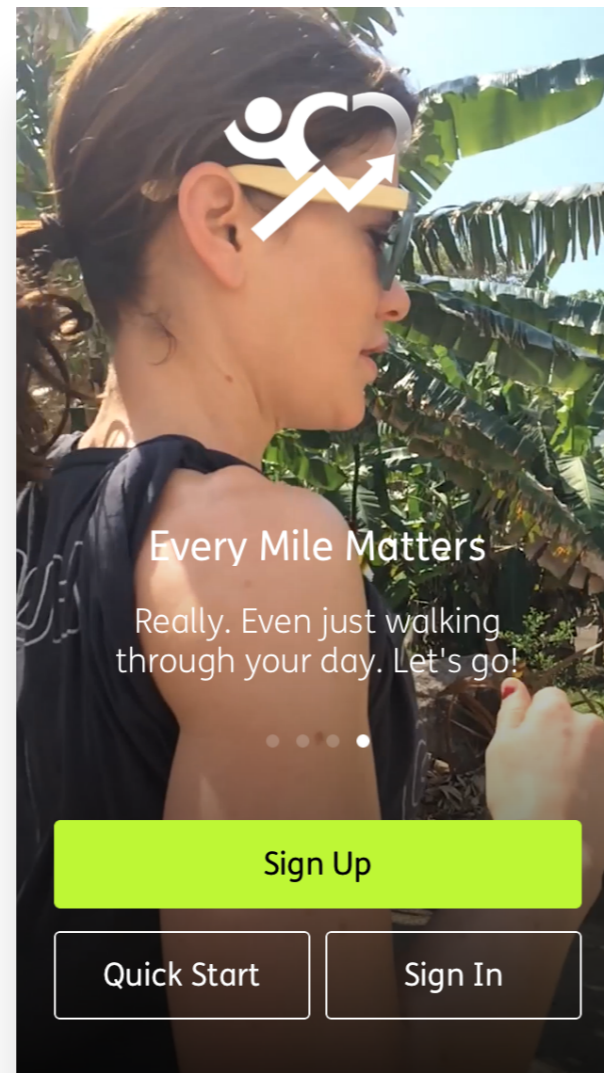 Every Mile Matters
Really. Even just walking
through your day. Let's go!
Sign Up
Quick Start
Sign In